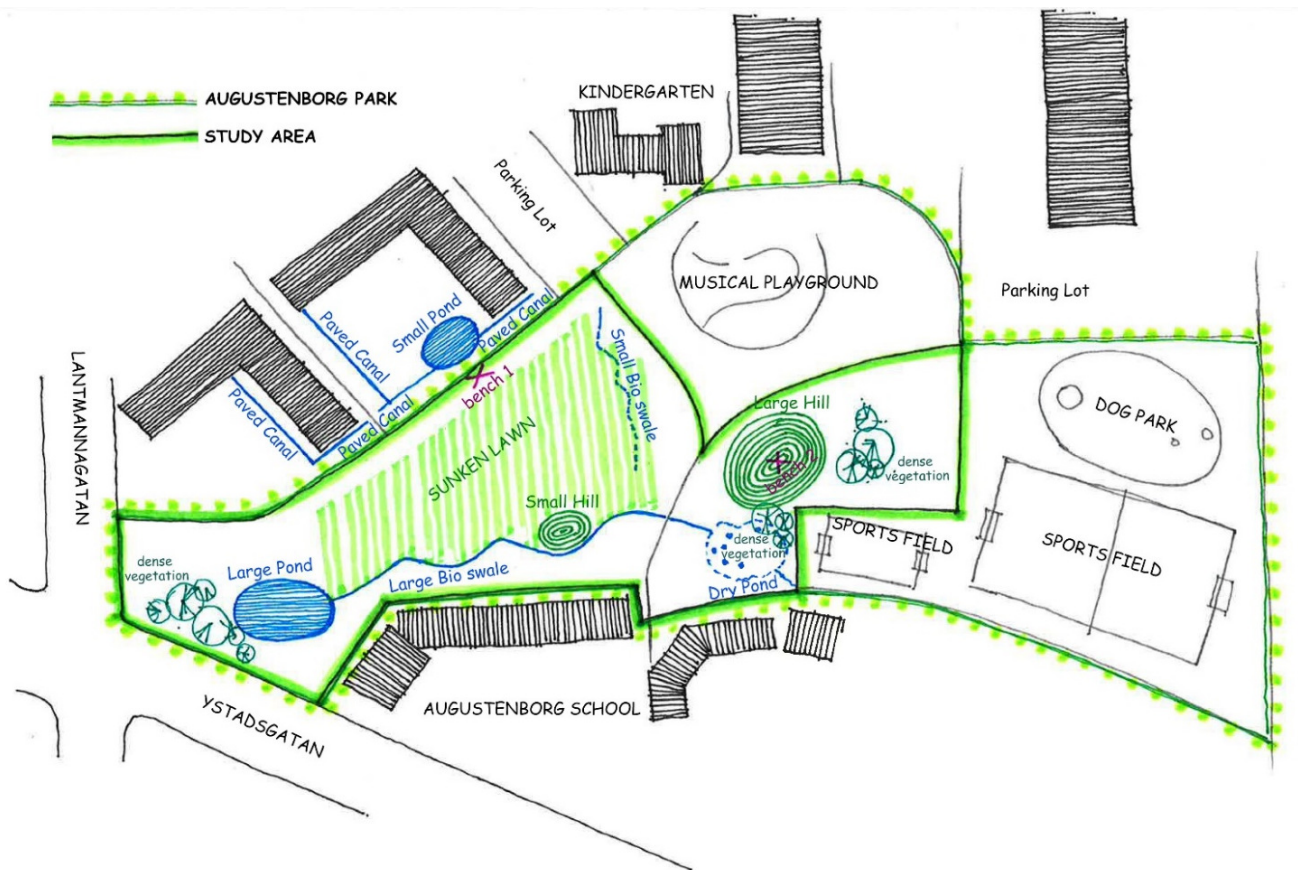 AUGUSTENBORG PARK
STUDY AREA
KINDERGARTEN
Parking Lot
MUSICAL PLAYGROUND
Parking Lot
Small Pond
Paved Canal
Paved Canal
Small Bio swale
bench 1
LANTMANNAGATAN
Paved Canal
Paved Canal
SUNKEN LAWN
Large Hill
bench 2
dense
vegetation
DOG PARK
Small Hill
SPORTS FIELD
SPORTS FIELD
dense
vegetation
dense
vegetation
Large Pond
Large Bio swale
Dry Pond
AUGUSTENBORG SCHOOL
YSTADSGATAN